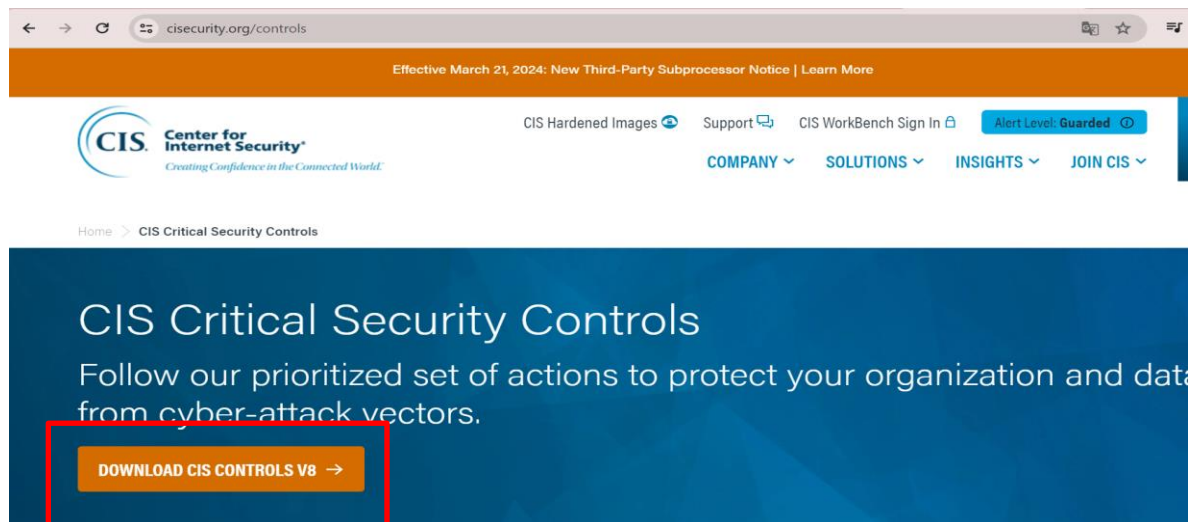 cisecurity.org/controls
Effective March 21, 2024: New Third-Party Subprocessor Notice | Learn More
CIS Hardened Images Support CIS WorkBench Sign In Alert Level: Guarded
CIS. Center for
Internet Security®
Creating Confidence in the Connected World.®
COMPANY SOLUTIONS INSIGHTS JOIN CIS
Home > CIS Critical Security Controls
CIS Critical Security Controls
Follow our prioritized set of actions to protect your organization and data
from cyber-attack vectors.
DOWNLOAD CIS CONTROLS V8 →